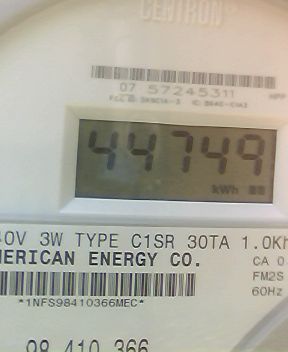 CENTRON®
07 57245311
44749
kWh
40V 3W TYPE C1SR 30TA 1.0Kh
MERICAN ENERGY CO.
CA 0
FM2S
60Hz
*1NFS98410366MEC*
98 410 366